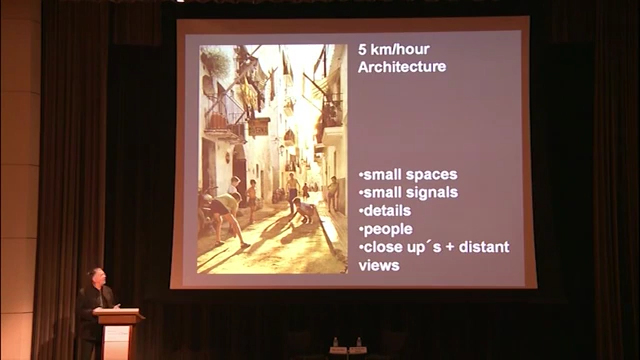 5 km/hour
Architecture
•small spaces
•small signals
•details
•people
•close up´s + distant
views